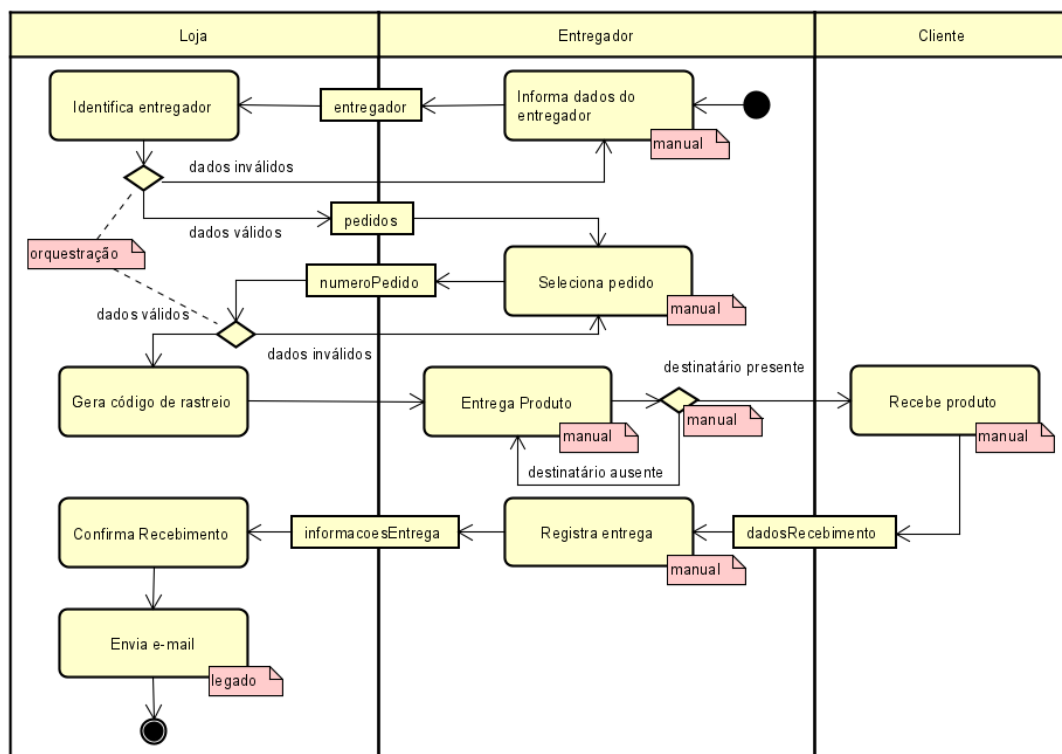 Loja
Entregador
Cliente
Identifica entregador
entregador
Informa dados do
entregador
manual
dados inválidos
pedidos
dados válidos
orquestração
numeroPedido
Seleciona pedido
manual
dados válidos
dados inválidos
destinatário presente
Gera código de rastreio
Entrega Produto
manual
manual
Recebe produto
manual
destinatário ausente
Confirma Recebimento
informacoesEntrega
Registra entrega
manual
dadosRecebimento
Envia e-mail
legado